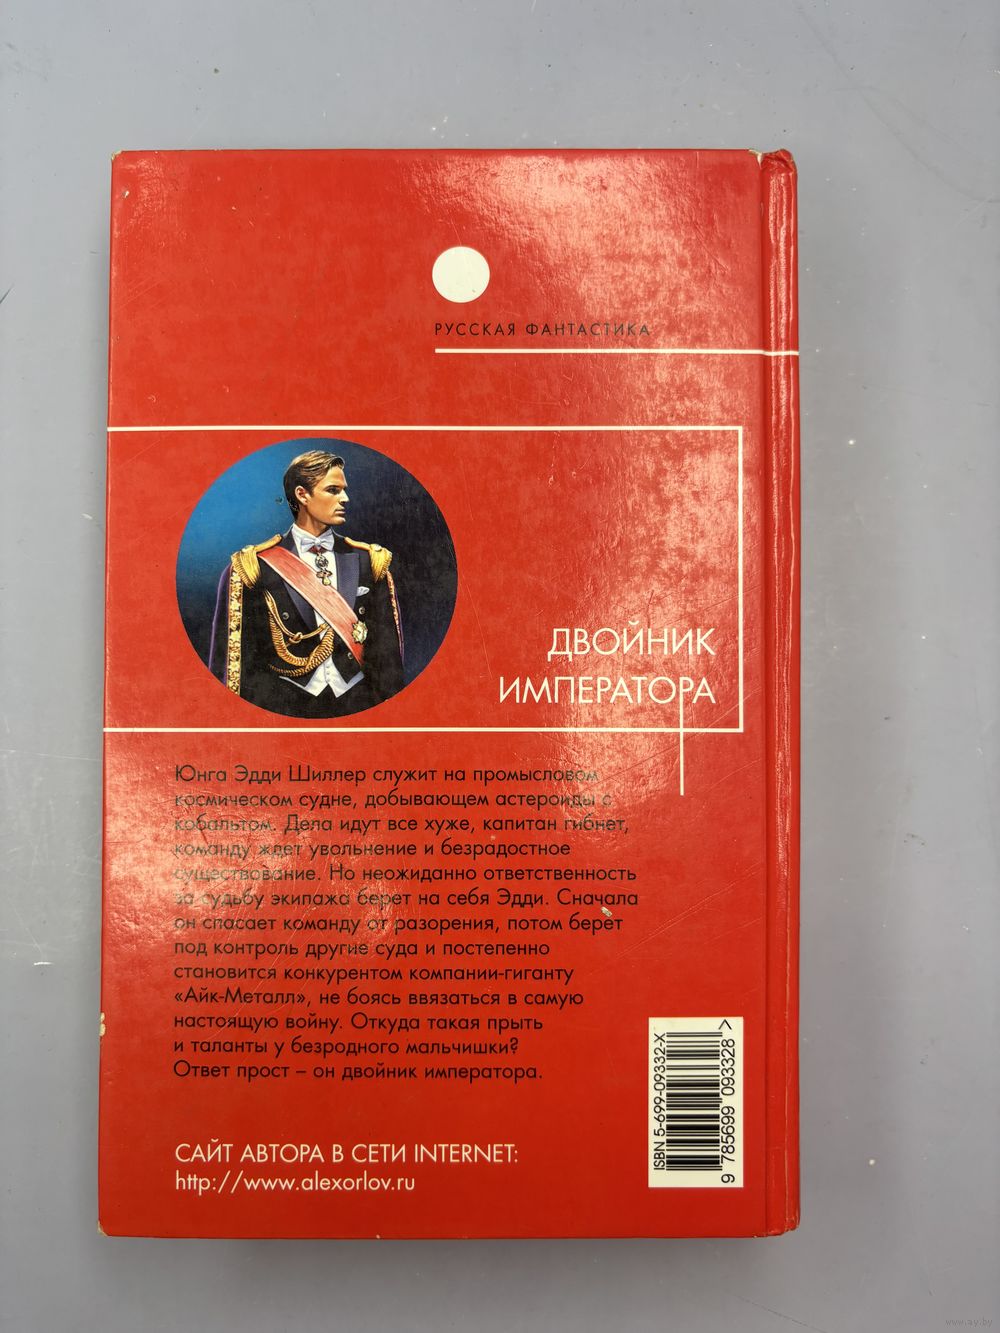 РУССКАЯ ФАНТАСТИКА
ДВОЙНИК
ИМПЕРАТОРА
Юнга Эдди Шиллер служит на промысловом
космическом судне, добывающем астероиды с
кобальтом. Дела идут все хуже, капитан гибнет,
команду ждет увольнение и безрадостное
существование. Но неожиданно ответственность
за судьбу экипажа берет на себя Эдди. Сначала
он спасает команду от разорения, потом берет
под контроль другие суда и постепенно
становится конкурентом компании-гиганту
«Айк-Металл», не боясь ввязаться в самую
настоящую войну. Откуда такая прыть
и таланты у безродного мальчишки?
Ответ прост – он двойник императора.
САЙТ АВТОРА В СЕТИ INTERNET:
http://www.alexorlov.ru
ISBN 5-699-09332-X
9 785699 093328 >
www.ay.by